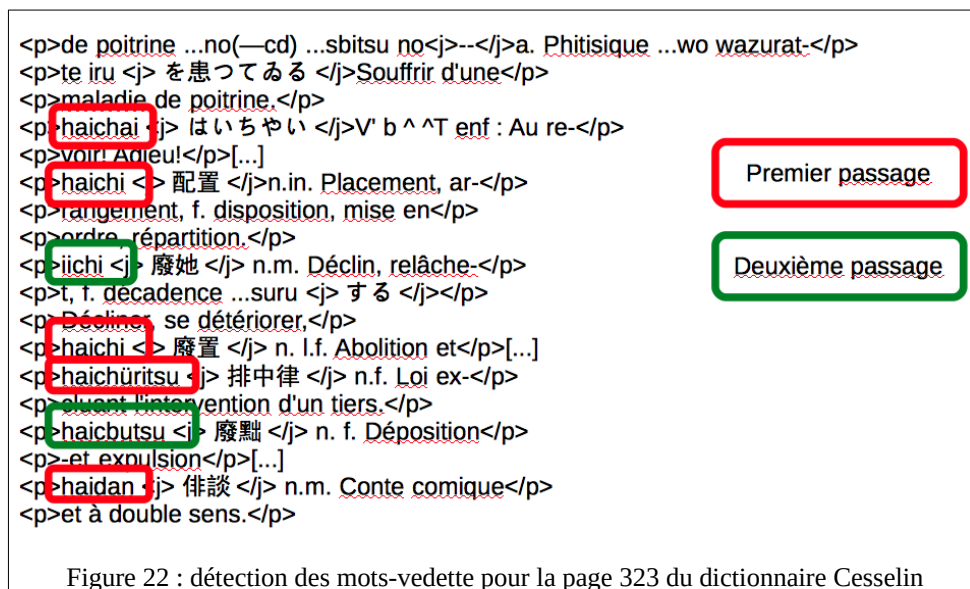 <p>de poitrine ...no(—cd) ...sbitsu no<j>--</j>a. Phitisique ...wo wazurat-</p>
<p>te iru <j> を患つてゐる </j>Souffrir d'une</p>
<p>maladie de poitrine.</p>
<p>haichai <j> はいちやい </j>V' b ^ ^T enf : Au re-</p>
<p>voir! Adieu!</p>[...]
<p>haichi <j> 配置 </j>n.in. Placement, ar-</p>
<p>rangement, f. disposition, mise en</p>
<p>ordre, répartition.</p>
<p>iichi <j> 廢她 </j> n.m. Déclin, relâche-</p>
<p>t, f. décadence ...suru <j> する </j></p>
<p>Décliner, se détériorer,</p>
<p>haichi <j> 廢置 </j> n. l.f. Abolition et</p>[...]
<p>haichüritsu <j> 排中律 </j> n.f. Loi ex-</p>
<p>cluant l'intervention d'un tiers.</p>
<p>haicbutsu <j> 廢黜 </j> n. f. Déposition</p>
<p>-et expulsion</p>[...]
<p>haidan <j> 俳談 </j> n.m. Conte comique</p>
<p>et à double sens.</p>
Premier passage
Deuxième passage
Figure 22 : détection des mots-vedette pour la page 323 du dictionnaire Cesselin